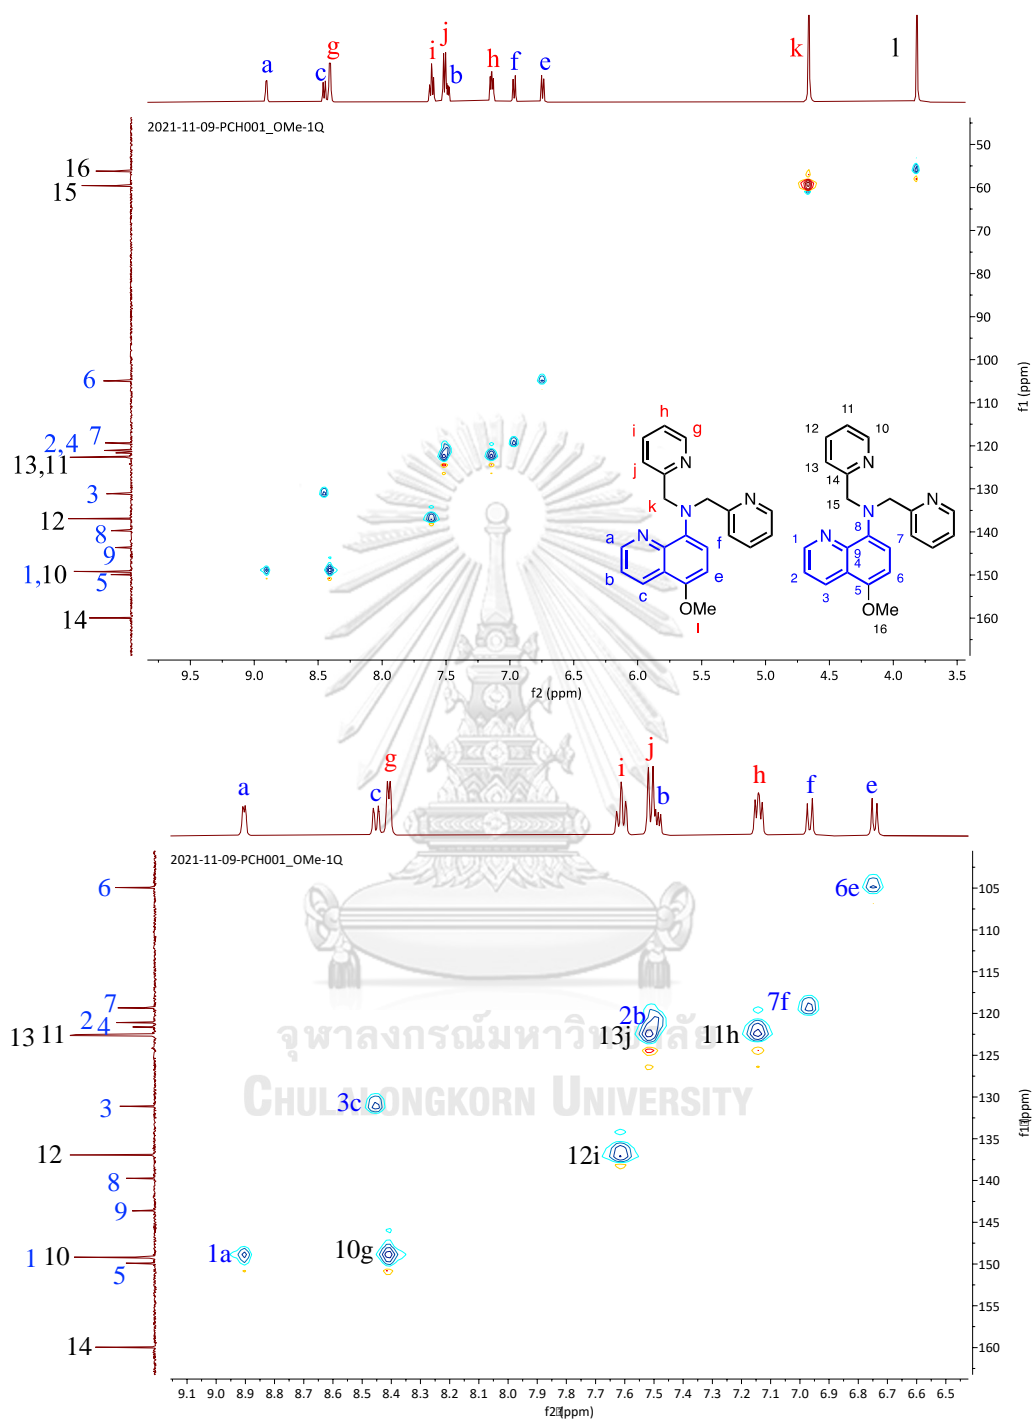 a
c
g
i
j
b
h
f
e
k
l
2021-11-09-PCH001_OMe-1Q
16
15
6
7
2,4
13,11
3
12
8
9
1,10
5
14
50
60
70
80
90
100
110
120
130
140
150
160
f1 (ppm)
h
i
g
j
N
k
N
N
N
a
f
b
e
c
OMe
l
11
12
10
13
N
14
15
N
N
8
7
N
1
9
4
2
6
5
3
OMe
16
9.5 9.0 8.5 8.0 7.5 7.0 6.5 6.0 5.5 5.0 4.5 4.0 3.5
f2 (ppm)
a
c
g
i
j
b
h
f
e
2021-11-09-PCH001_OMe-1Q
6
7
2 4
13 11
3
12
8
9
1 10
5
14
6e
7f
2b
13j
11h
3c
12i
1a
10g
จุฬาลงกรณ์มหาวิทยาลัย
CHULALONGKORN UNIVERSITY
105
110
115
120
125
130
135
140
145
150
155
160
f1 (ppm)
9.1 9.0 8.9 8.8 8.7 8.6 8.5 8.4 8.3 8.2 8.1 8.0 7.9 7.8 7.7 7.6 7.5 7.4 7.3 7.2 7.1 7.0 6.9 6.8 6.7 6.6 6.5
f2 (ppm)